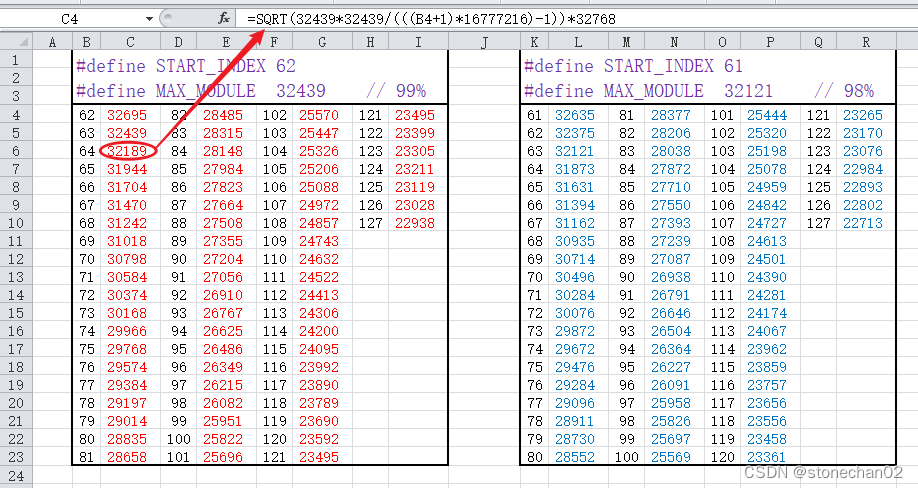 C4 fx =SQRT(32439*32439/(((B4+1)*16777216)-1))*32768
A B C D E F G H I J K L M N O P Q R
1 #define START_INDEX 62 #define START_INDEX 61
2
3 #define MAX_MODULE 32439 // 99% #define MAX_MODULE 32121 // 98%
4 62 32695 82 28485 102 25570 121 23495 61 32635 81 28377 101 25444 121 23265
5 63 32439 83 28315 103 25447 122 23399 62 32375 82 28206 102 25320 122 23170
6 64 32189 84 28148 104 25326 123 23305 63 32121 83 28038 103 25198 123 23076
7 65 31944 85 27984 105 25206 124 23211 64 31873 84 27872 104 25078 124 22984
8 66 31704 86 27823 106 25088 125 23119 65 31631 85 27710 105 24959 125 22893
9 67 31470 87 27664 107 24972 126 23028 66 31394 86 27550 106 24842 126 22802
10 68 31242 88 27508 108 24857 127 22938 67 31162 87 27393 107 24727 127 22713
11 69 31018 89 27355 109 24743 68 30935 88 27239 108 24613
12 70 30798 90 27204 110 24632 69 30714 89 27087 109 24501
13 71 30584 91 27056 111 24522 70 30496 90 26938 110 24390
14 72 30374 92 26910 112 24413 71 30284 91 26791 111 24281
15 73 30168 93 26767 113 24306 72 30076 92 26646 112 24174
16 74 29966 94 26625 114 24200 73 29872 93 26504 113 24067
17 75 29768 95 26486 115 24095 74 29672 94 26364 114 23962
18 76 29574 96 26349 116 23992 75 29476 95 26227 115 23859
19 77 29384 97 26215 117 23890 76 29284 96 26091 116 23757
20 78 29197 98 26082 118 23789 77 29096 97 25958 117 23656
21 79 29014 99 25951 119 23690 78 28911 98 25826 118 23556
22 80 28835 100 25822 120 23592 79 28730 99 25697 119 23458
23 81 28658 101 25696 121 23495 80 28552 100 25569 120 23361
24
CSDN @stonechan02